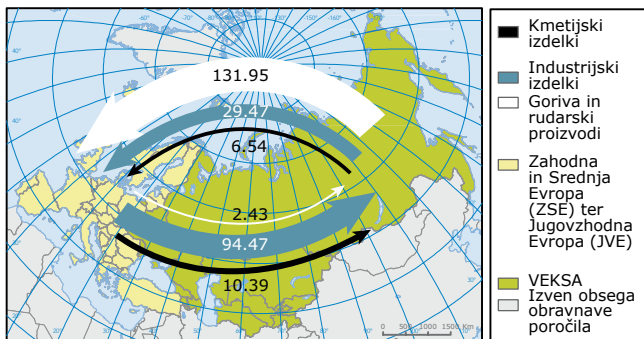 131.95
29.47
6.54
2.43
94.47
10.39
0 500 1000 1500 Km
Kmetijski
izdelki
Industrijski
izdelki
Goriva in
rudarski
proizvodi
Zahodna
in Srednja
Evropa
(ZSE) ter
Jugovzhodna
Evropa (JVE)
VEKSA
Izven obsega
obravnave
poročila